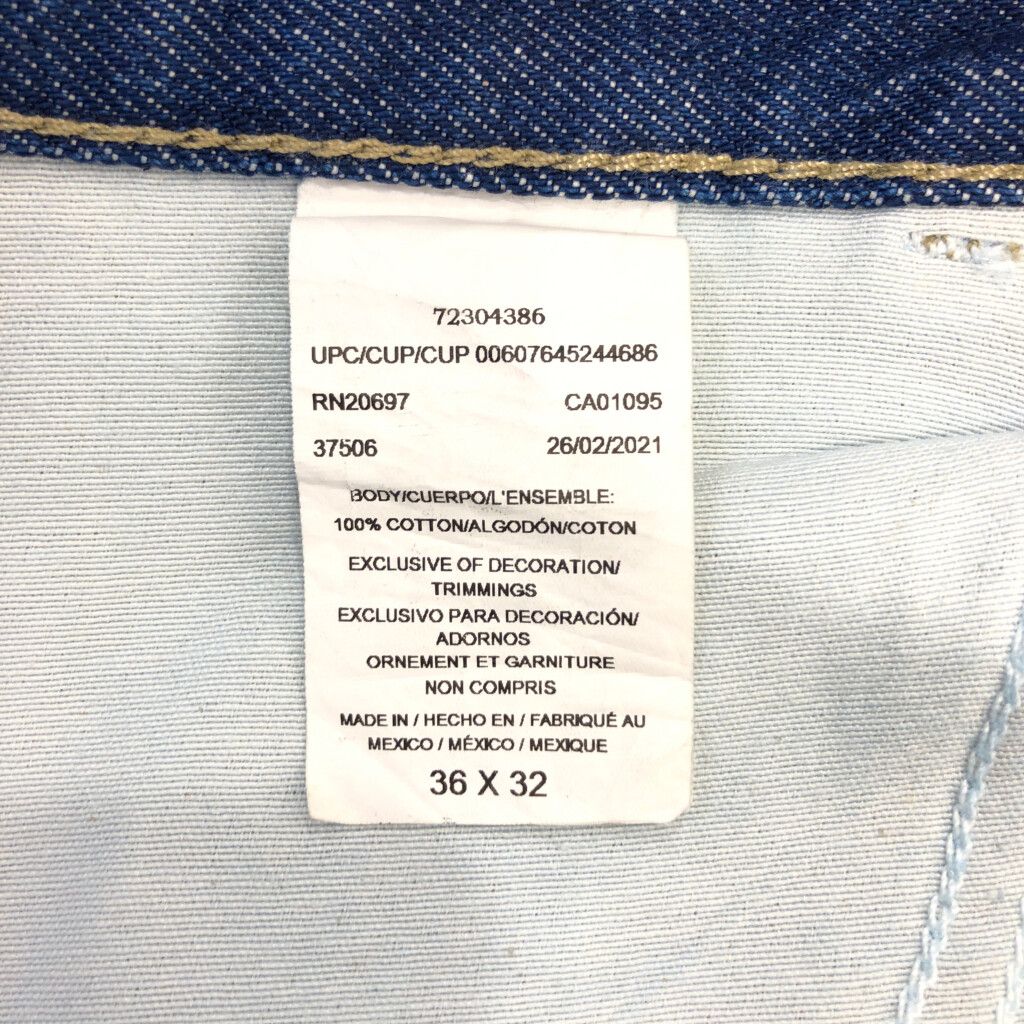 72304386
UPC/CUP/CUP 00607645244686
RN20697 CA01095
37506 26/02/2021
BODY/CUERPO/L'ENSEMBLE:
100% COTTON/ALGODÓN/COTON
EXCLUSIVE OF DECORATION/
TRIMMINGS
EXCLUSIVO PARA DECORACIÓN/
ADORNOS
ORNEMENT ET GARNITURE
NON COMPRIS
MADE IN / HECHO EN / FABRIQUÉ AU
MEXICO / MÉXICO / MEXIQUE
36 X 32